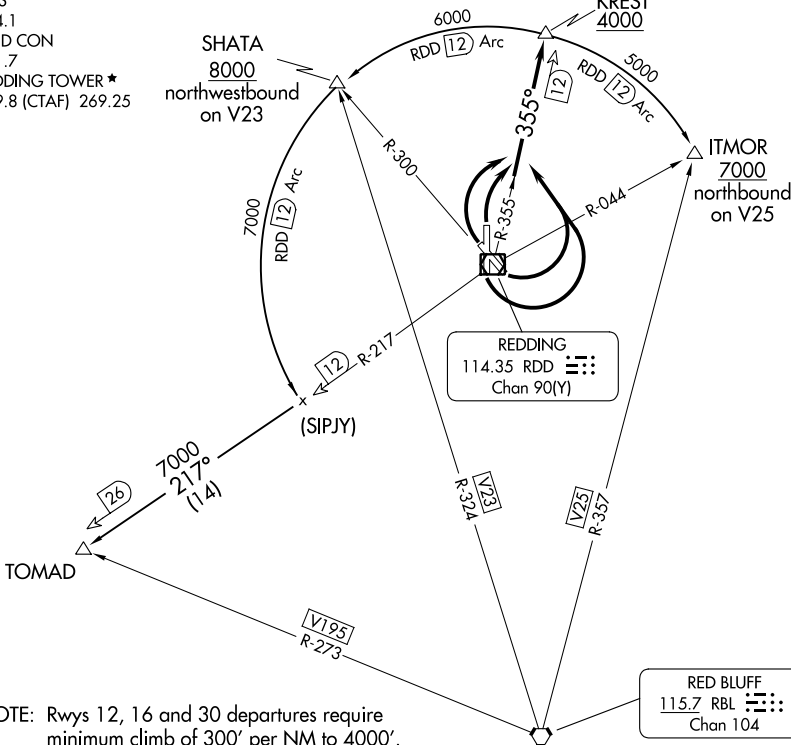 4.1
D CON
.7
DDING TOWER ★
9.8 (CTAF) 269.25
KREST
4000
SHATA
8000
northwestbound
on V23
6000
RDD 12 Arc
5000
RDD 12 Arc
12
355°
ITMOR
7000
northbound
on V25
R-300
R-355
R-044
7000
RDD 12 Arc
R-217
12
REDDING
114.35 RDD
Chan 90(Y)
(SIPJY)
7000
217°
(14)
26
TOMAD
V23
R-324
V25
R-357
V195
R-273
RED BLUFF
115.7 RBL
Chan 104
OTE: Rwys 12, 16 and 30 departures require
minimum climb of 300' per NM to 4000'.